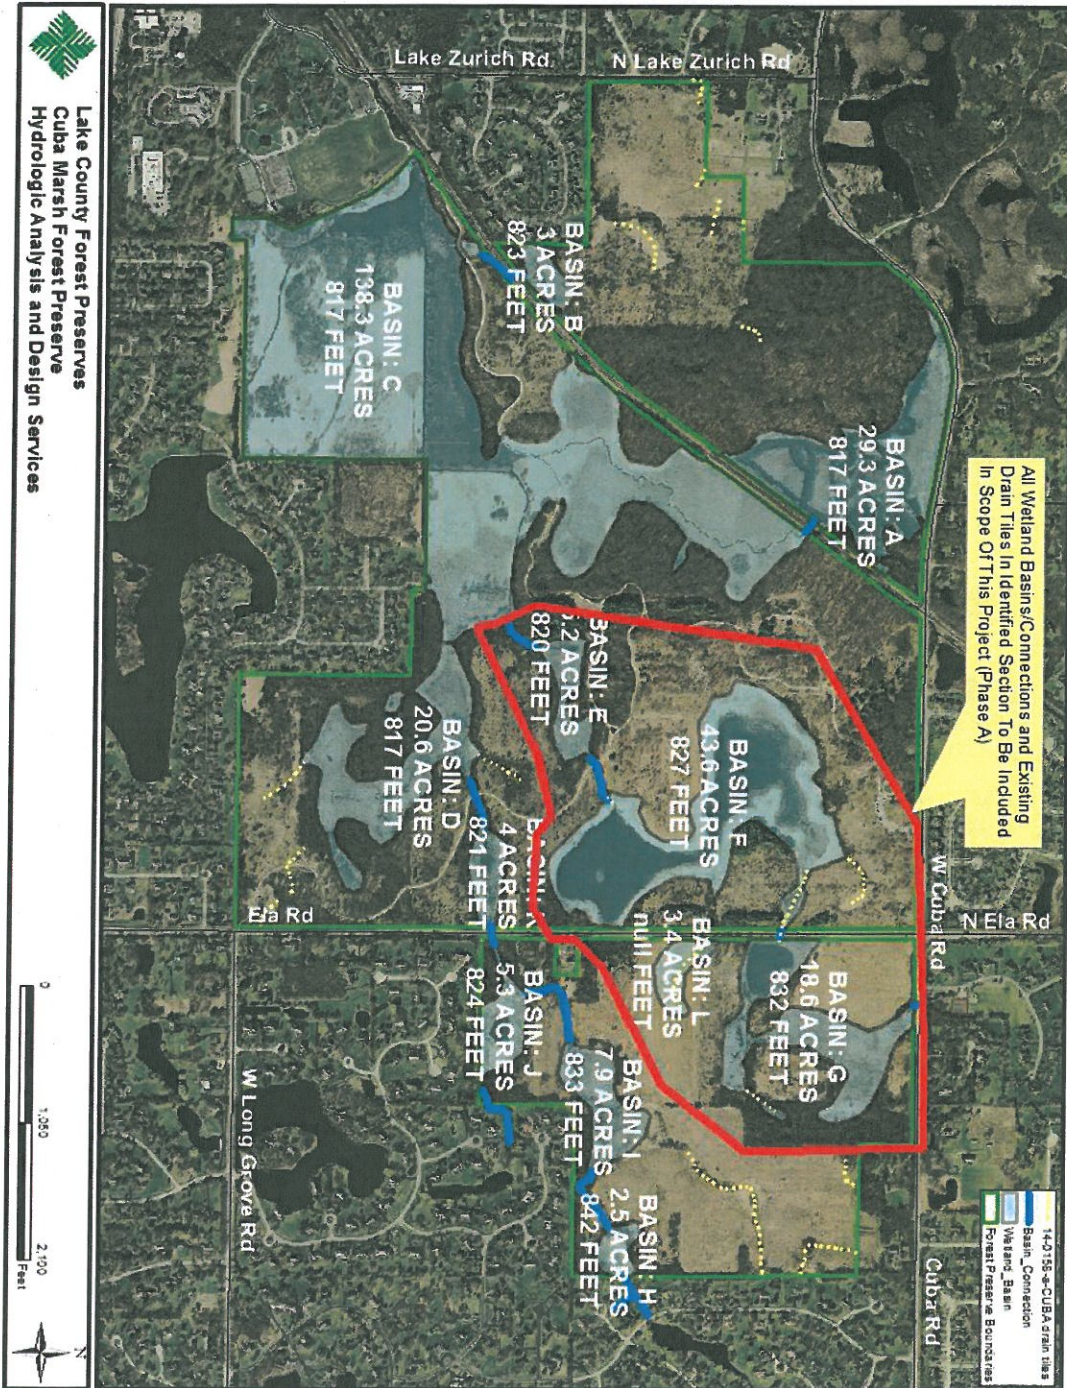 Lake County Forest Preserves
Cuba Marsh Forest Preserve
Hydrologic Analysis and Design Services
Lake Zurich Rd
N Lake Zurich Rd
All Wetland Basins/Connections and Existing
Drain Tiles In Identified Section To Be Included
In Scope Of This Project (Phase A)
BASIN: A
29.3 ACRES
817 FEET
BASIN: B
3 ACRES
823 FEET
BASIN: C
138.3 ACRES
817 FEET
BASIN: E
.2 ACRES
820 FEET
BASIN: F
43.6 ACRES
827 FEET
BASIN: D
20.6 ACRES
817 FEET
BASIN: K
4 ACRES
821 FEET
BASIN: L
3.4 ACRES
null FEET
BASIN: G
18.6 ACRES
832 FEET
BASIN: J
5.3 ACRES
824 FEET
BASIN: I
7.9 ACRES
833 FEET
BASIN: H
2.5 ACRES
842 FEET
W Cuba Rd
N Ela Rd
Ela Rd
Cuba Rd
W Long Grove Rd
14-0156-a-CUBA drain tiles
Basin_Connection
Wetland_Basin
Forest Preserve Boundaries
0
1,050
2,100
Feet
N